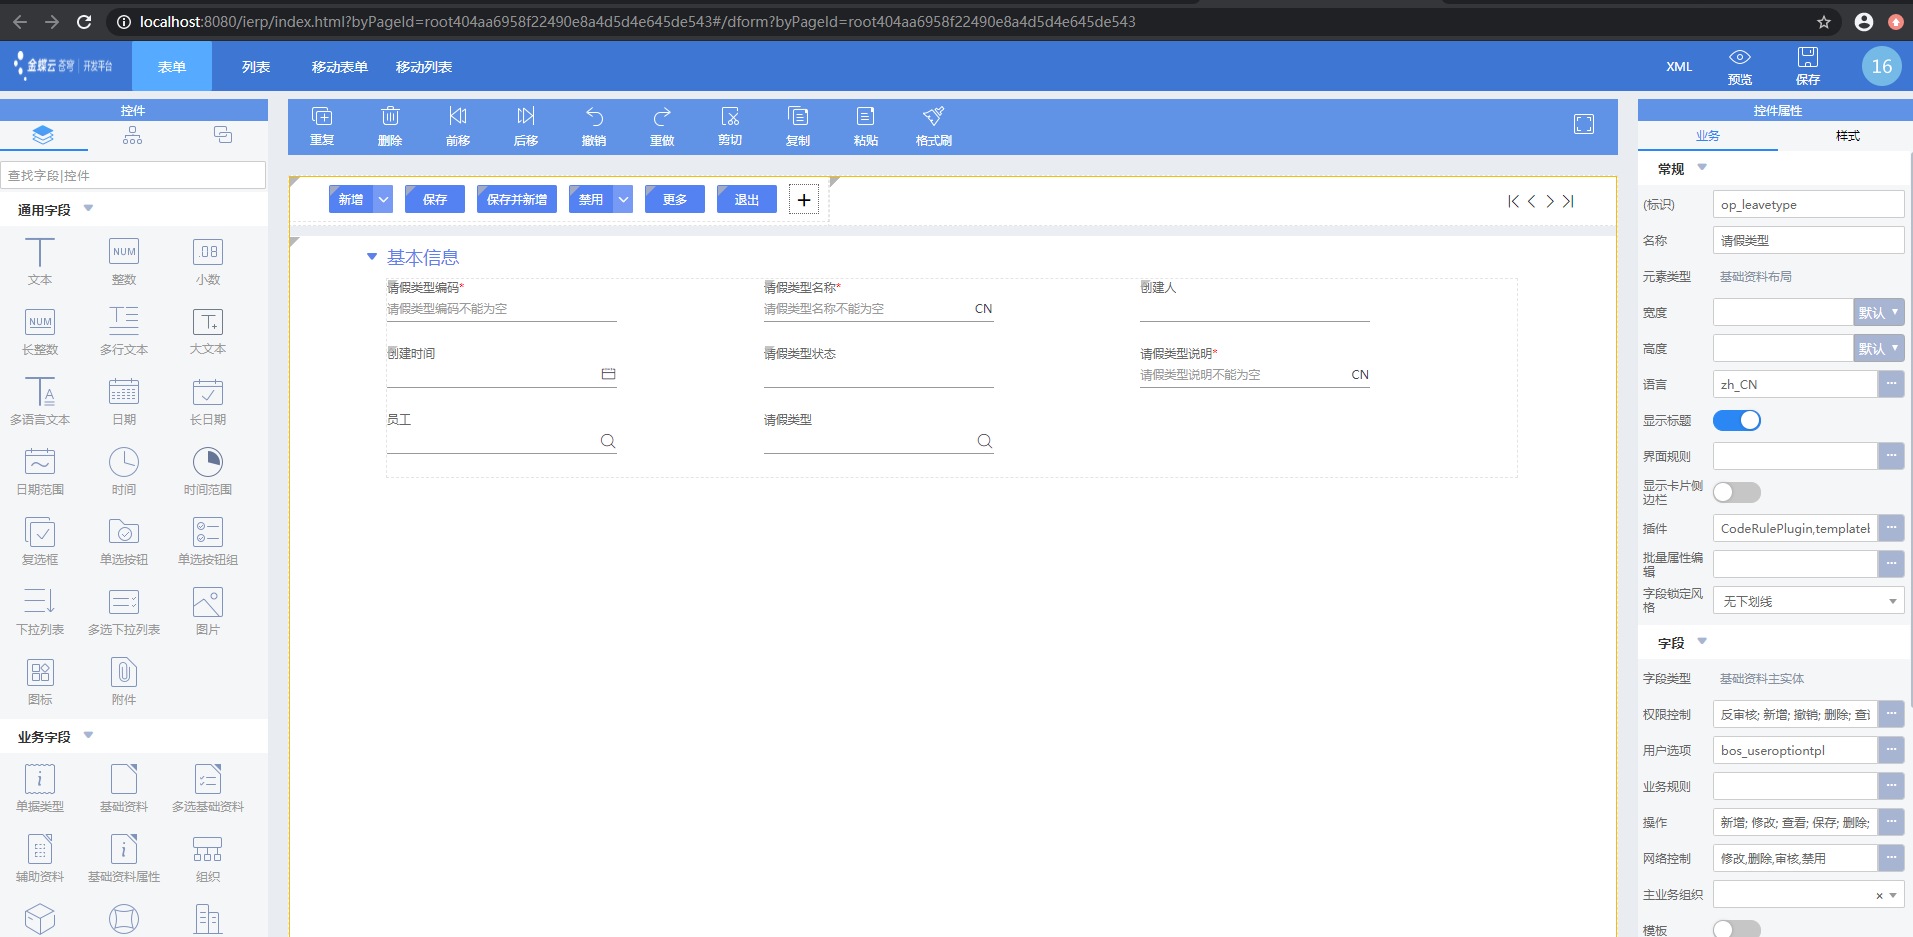 localhost:8080/ierp/index.html?byPageId=root404aa6958f22490e8a4d5d4e645de543#/dform?byPageId=root404aa6958f22490e8a4d5d4e645de543
金蝶云 苍穹 | 开发平台
表单 列表 移动表单 移动列表
XML 预览 保存 16
控件
查找字段|控件
通用字段
文本 整数 小数
NUM .08
长整数 多行文本 大文本
NUM
多语言文本 日期 长日期
日期范围 时间 时间范围
复选框 单选按钮 单选按钮组
下拉列表 多选下拉列表 图片
图标 附件
业务字段
单据类型 基础资料 多选基础资料
辅助资料 基础资料属性 组织
重复 删除 前移 后移 撤销 重做 剪切 复制 粘贴 格式刷
新增 保存 保存并新增 禁用 更多 退出 +
基本信息
请假类型编码* 请假类型名称* 创建人
请假类型编码不能为空 请假类型名称不能为空 CN
创建时间 请假类型状态 请假类型说明*
请假类型说明不能为空 CN
员工 请假类型
控件属性
业务 样式
常规
(标识) op_leavetype
名称 请假类型
元素类型 基础资料布局
宽度 默认
高度 默认
语言 zh_CN
显示标题
界面规则
显示卡片侧
边栏
插件 CodeRulePlugin,templatel
批量属性编
辑
字段锁定风
格
无下划线
字段
字段类型 基础资料主实体
权限控制 反审核; 新增; 撤销; 删除; 查询
用户选项 bos_useroptiontpl
业务规则
操作 新增; 修改; 查看; 保存; 删除;
网络控制 修改,删除,审核,禁用
主业务组织 ×
模板